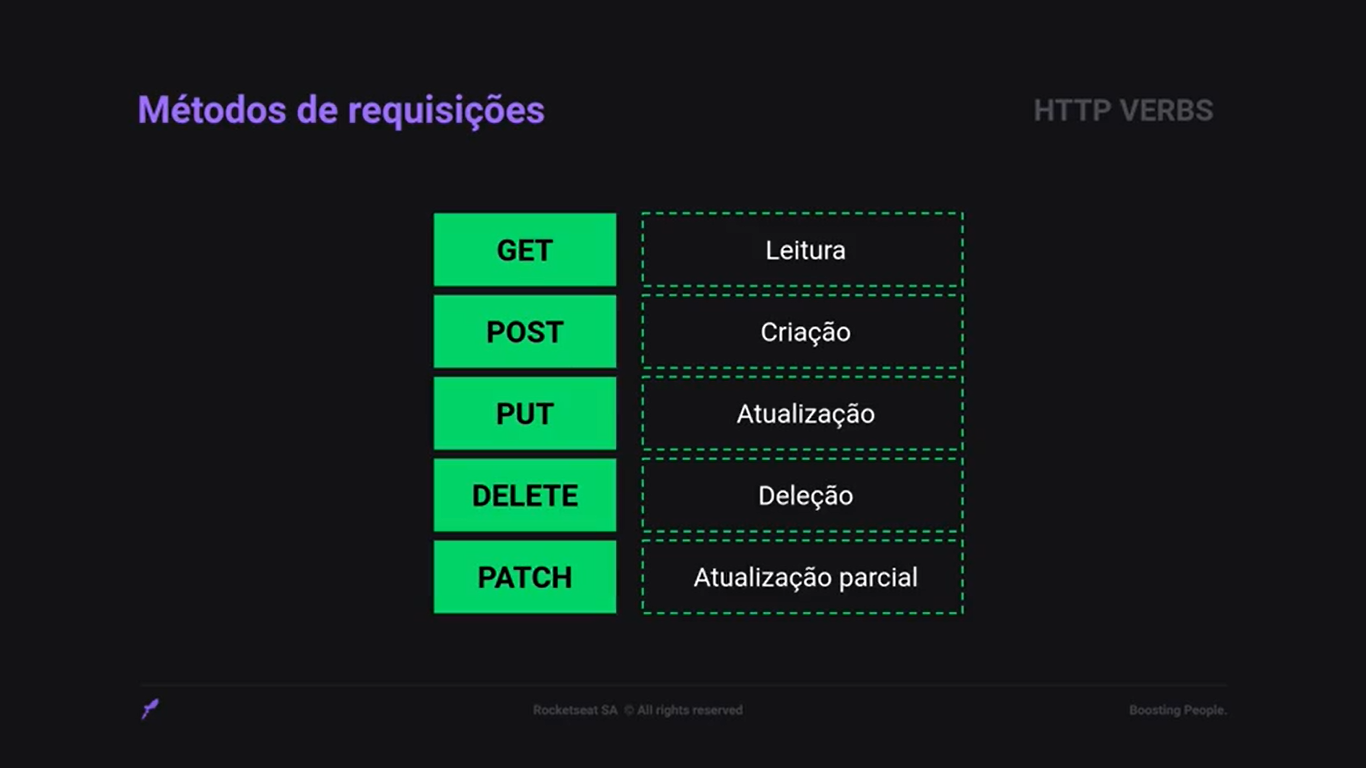 Métodos de requisições
HTTP VERBS
GET
Leitura
POST
Criação
PUT
Atualização
DELETE
Deleção
PATCH
Atualização parcial
Rocketseat SA © All rights reserved
Boosting People.